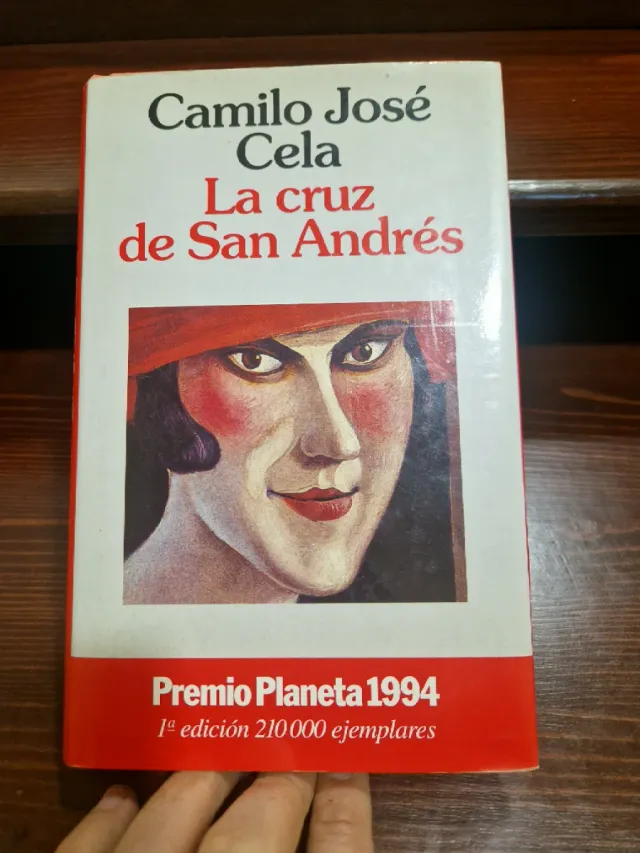 Camilo José
Cela
La cruz
de San Andrés
Premio Planeta 1994
1ª edición 210 000 ejemplares